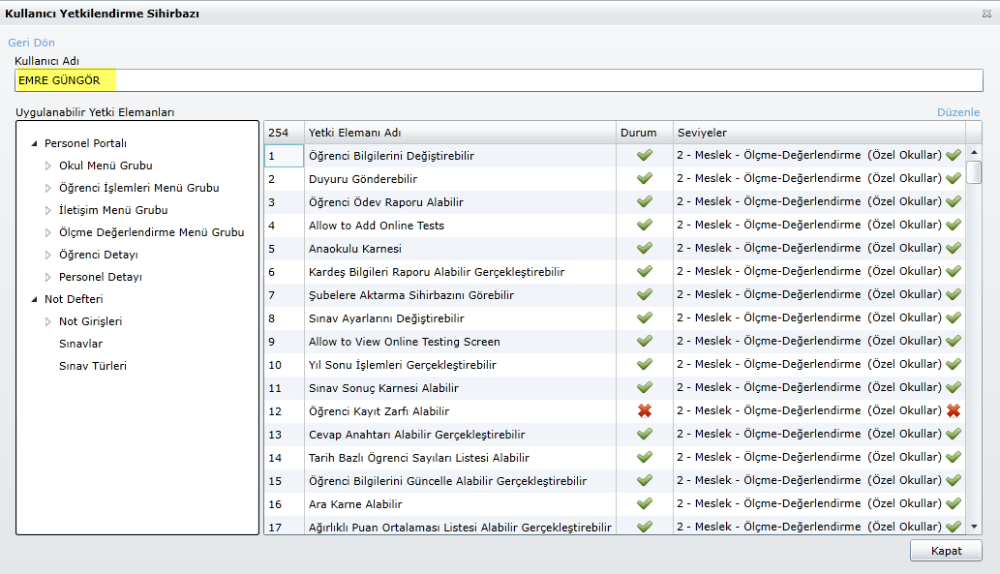 Kullanıcı Yetkilendirme Sihirbazı
Geri Dön
Kullanıcı Adı
EMRE GÜNGÖR
Uygulanabilir Yetki Elemanları
Düzenle
Personel Portalı
Okul Menü Grubu
Öğrenci İşlemleri Menü Grubu
İletişim Menü Grubu
Ölçme Değerlendirme Menü Grubu
Öğrenci Detayı
Personel Detayı
Not Defteri
Not Girişleri
Sınavlar
Sınav Türleri
254 Yetki Elemanı Adı Durum Seviyeler
1 Öğrenci Bilgilerini Değiştirebilir 2 - Meslek - Ölçme-Değerlendirme (Özel Okullar)
2 Duyuru Gönderebilir 2 - Meslek - Ölçme-Değerlendirme (Özel Okullar)
3 Öğrenci Ödev Raporu Alabilir 2 - Meslek - Ölçme-Değerlendirme (Özel Okullar)
4 Allow to Add Online Tests 2 - Meslek - Ölçme-Değerlendirme (Özel Okullar)
5 Anaokulu Karnesi 2 - Meslek - Ölçme-Değerlendirme (Özel Okullar)
6 Kardeş Bilgileri Raporu Alabilir Gerçekleştirebilir 2 - Meslek - Ölçme-Değerlendirme (Özel Okullar)
7 Şubelere Aktarma Sihirbazını Görebilir 2 - Meslek - Ölçme-Değerlendirme (Özel Okullar)
8 Sınav Ayarlarını Değiştirebilir 2 - Meslek - Ölçme-Değerlendirme (Özel Okullar)
9 Allow to View Online Testing Screen 2 - Meslek - Ölçme-Değerlendirme (Özel Okullar)
10 Yıl Sonu İşlemleri Gerçekleştirebilir 2 - Meslek - Ölçme-Değerlendirme (Özel Okullar)
11 Sınav Sonuç Karnesi Alabilir 2 - Meslek - Ölçme-Değerlendirme (Özel Okullar)
12 Öğrenci Kayıt Zarfı Alabilir 2 - Meslek - Ölçme-Değerlendirme (Özel Okullar)
13 Cevap Anahtarı Alabilir Gerçekleştirebilir 2 - Meslek - Ölçme-Değerlendirme (Özel Okullar)
14 Tarih Bazlı Ögrenci Sayıları Listesi Alabilir 2 - Meslek - Ölçme-Değerlendirme (Özel Okullar)
15 Öğrenci Bilgilerini Güncelle Alabilir Gerçekleştirebilir 2 - Meslek - Ölçme-Değerlendirme (Özel Okullar)
16 Ara Karne Alabilir 2 - Meslek - Ölçme-Değerlendirme (Özel Okullar)
17 Ağırlıklı Puan Ortalaması Listesi Alabilir Gerçekleştirebilir 2 - Meslek - Ölçme-Değerlendirme (Özel Okullar)
Kapat